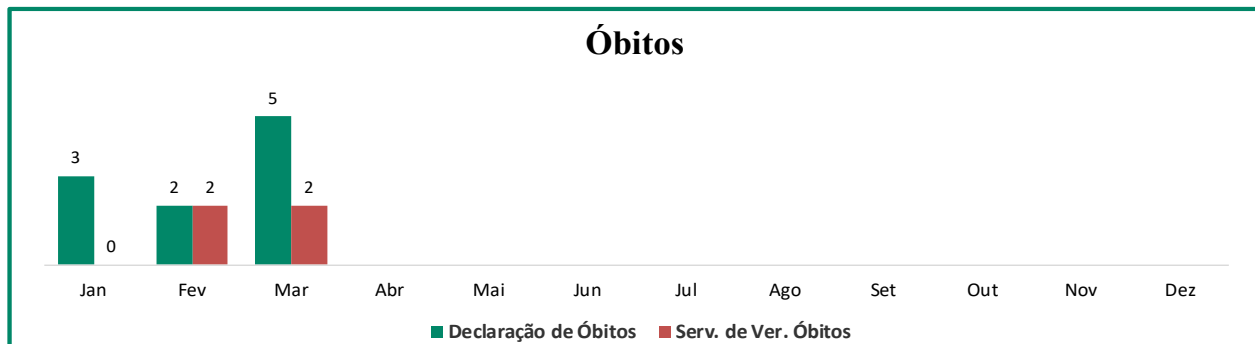 Óbitos
5
3
2 2 2
0
Jan Fev Mar Abr Mai Jun Jul Ago Set Out Nov Dez
Declaração de Óbitos Serv. de Ver. Óbitos